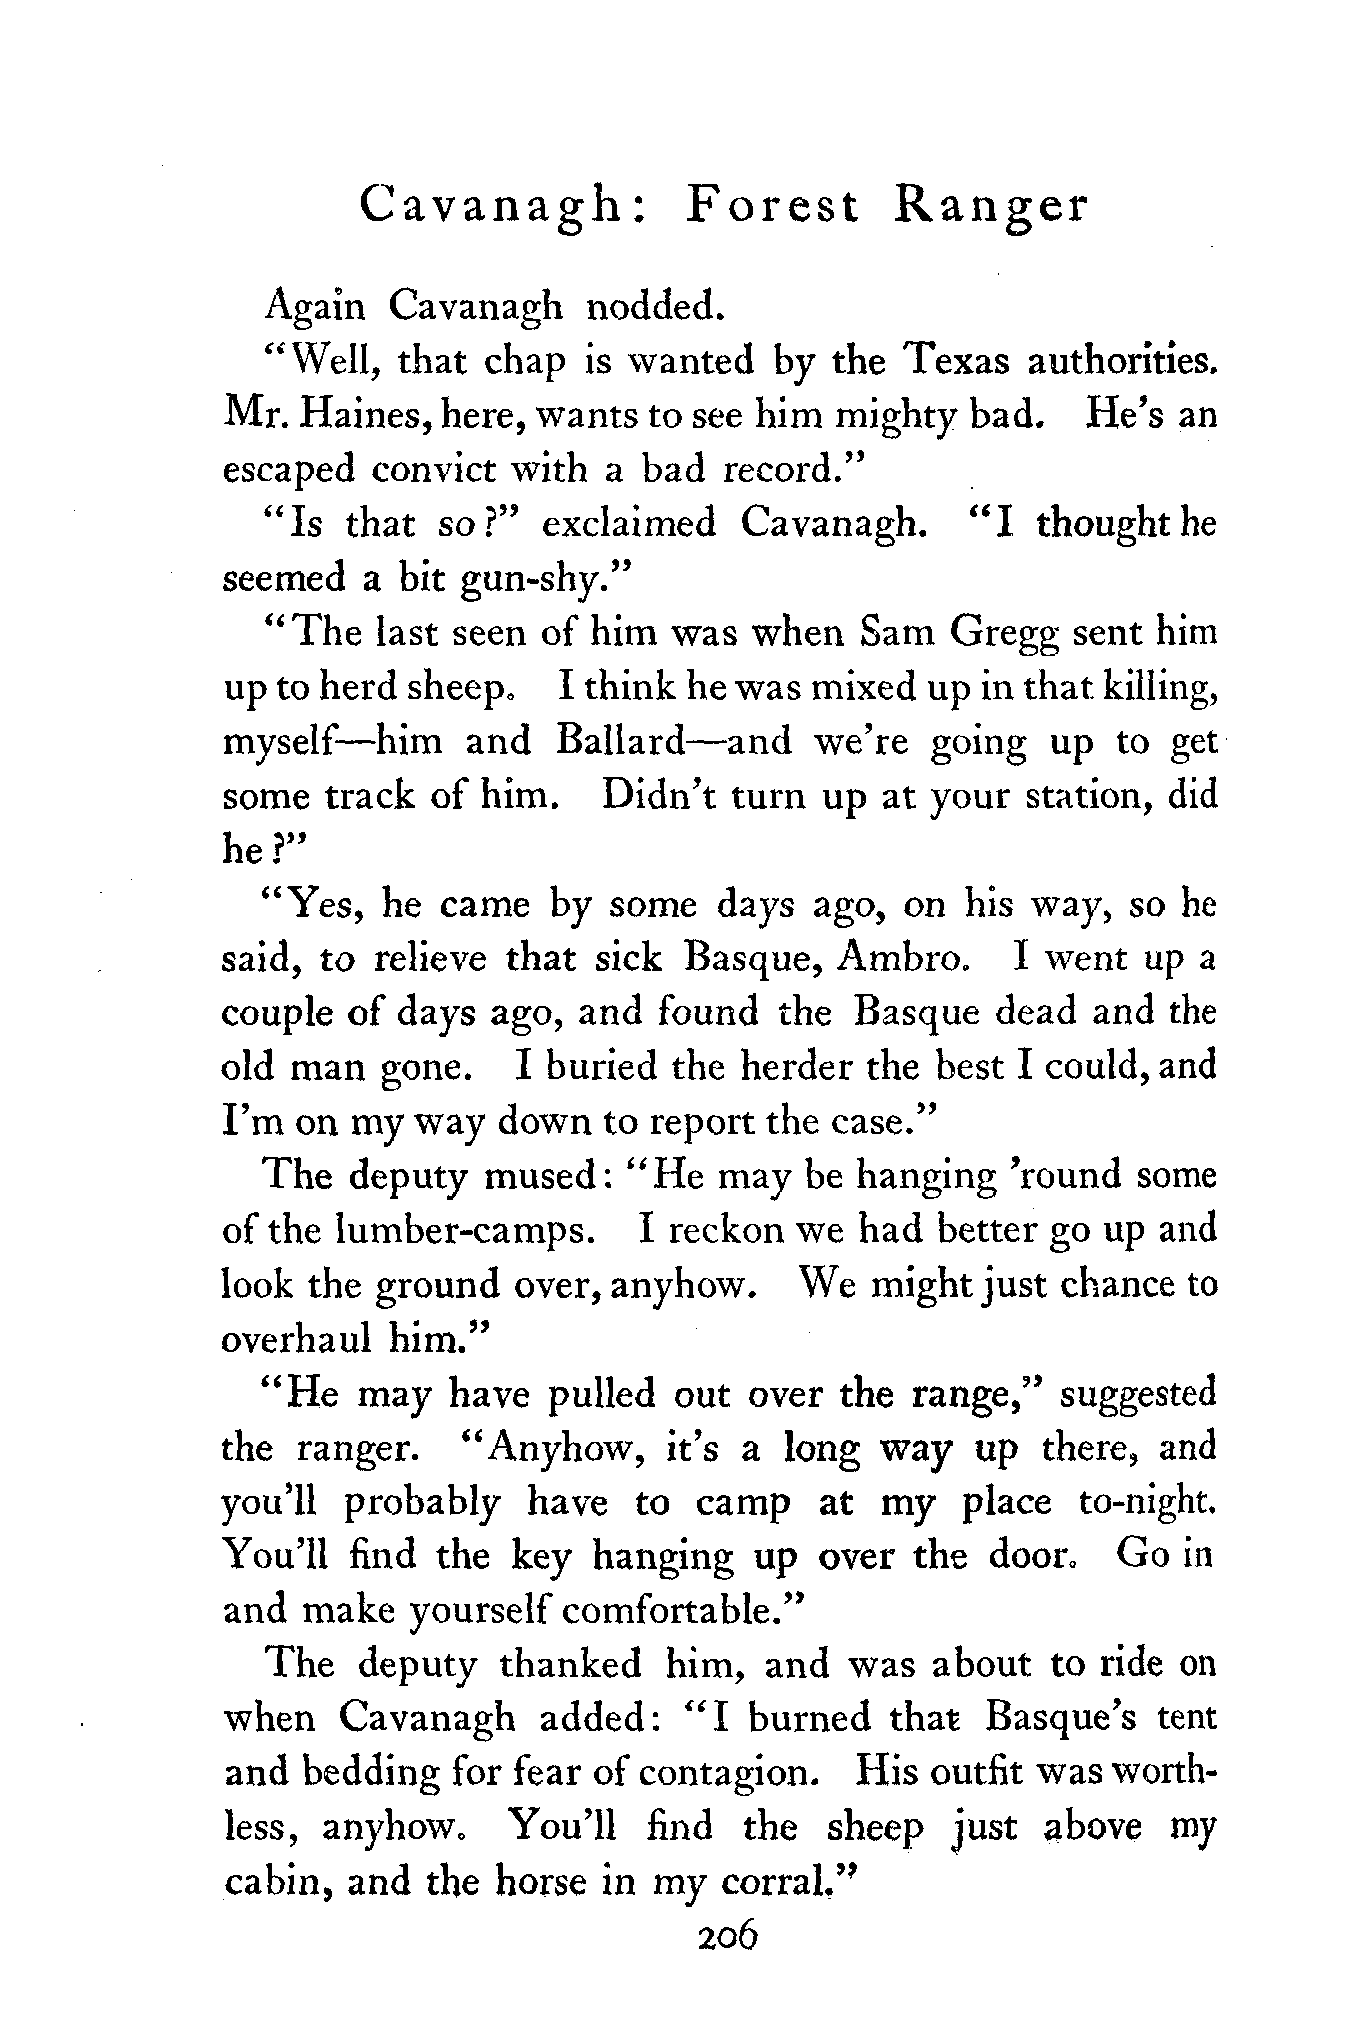 Cavanagh: Forest Ranger
Again Cavanagh nodded.
“Well, that chap is wanted by the Texas authorities.
Mr. Haines, here, wants to see him mighty bad. He’s an
escaped convict with a bad record.”
“Is that so?” exclaimed Cavanagh. “I thought he
seemed a bit gun-shy.”
“The last seen of him was when Sam Gregg sent him
up to herd sheep. I think he was mixed up in that killing,
myself—him and Ballard—and we’re going up to get
some track of him. Didn’t turn up at your station, did
he?”
“Yes, he came by some days ago, on his way, so he
said, to relieve that sick Basque, Ambro. I went up a
couple of days ago, and found the Basque dead and the
old man gone. I buried the herder the best I could, and
I’m on my way down to report the case.”
The deputy mused: “He may be hanging ’round some
of the lumber-camps. I reckon we had better go up and
look the ground over, anyhow. We might just chance to
overhaul him.”
“He may have pulled out over the range,” suggested
the ranger. “Anyhow, it’s a long way up there, and
you’ll probably have to camp at my place to-night.
You’ll find the key hanging up over the door. Go in
and make yourself comfortable.”
The deputy thanked him, and was about to ride on
when Cavanagh added: “I burned that Basque’s tent
and bedding for fear of contagion. His outfit was worth-
less, anyhow. You’ll find the sheep just above my
cabin, and the horse in my corral.”
206